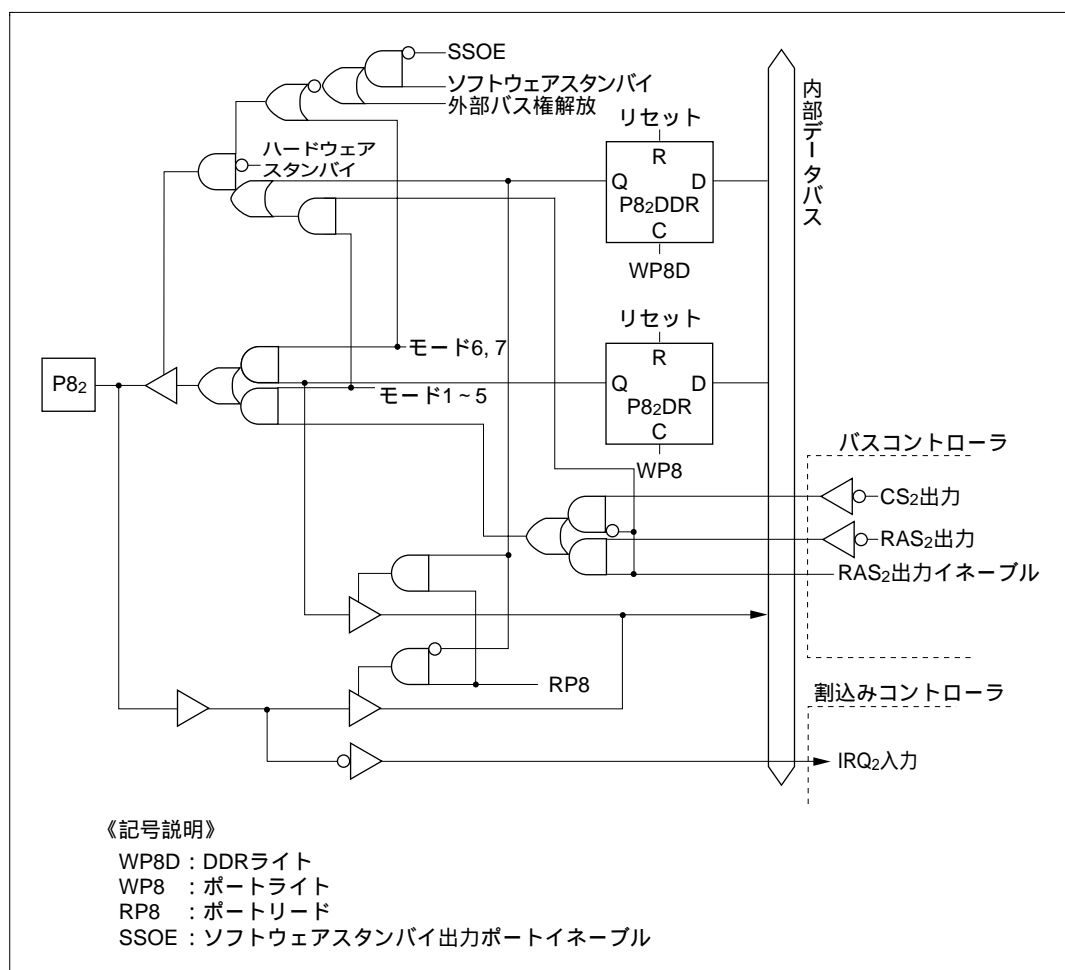 SSOE
ソフトウェアスタンバイ
外部バス権解放
ハードウェア
スタンバイ
リセット
R
Q D
P82DDR
C
WP8D
内部データバス
リセット
R
Q D
P82DR
C
WP8
モード6, 7
モード1~5
P82
バスコントローラ
CS2出力
RAS2出力
RAS2出力イネーブル
RP8
割込みコントローラ
IRQ2入力
《記号説明》
WP8D : DDRライト
WP8 : ポートライト
RP8 : ポートリード
SSOE : ソフトウェアスタンバイ出力ポートイネーブル